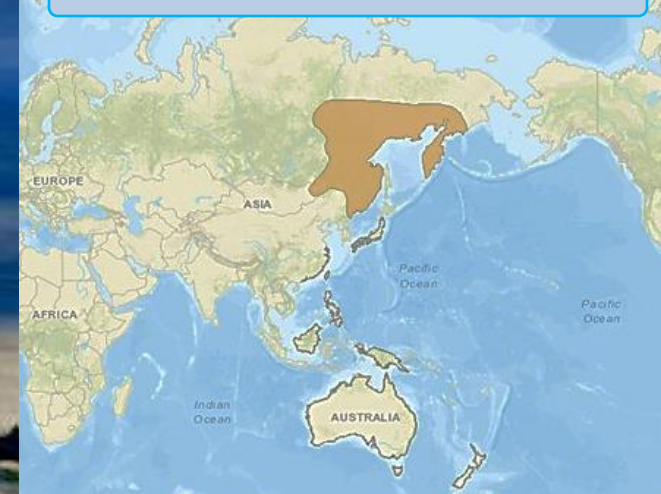 EUROPE
ASIA
Pacific
Ocean
Pacific
Ocean
AFRICA
Indian
Ocean
AUSTRALIA